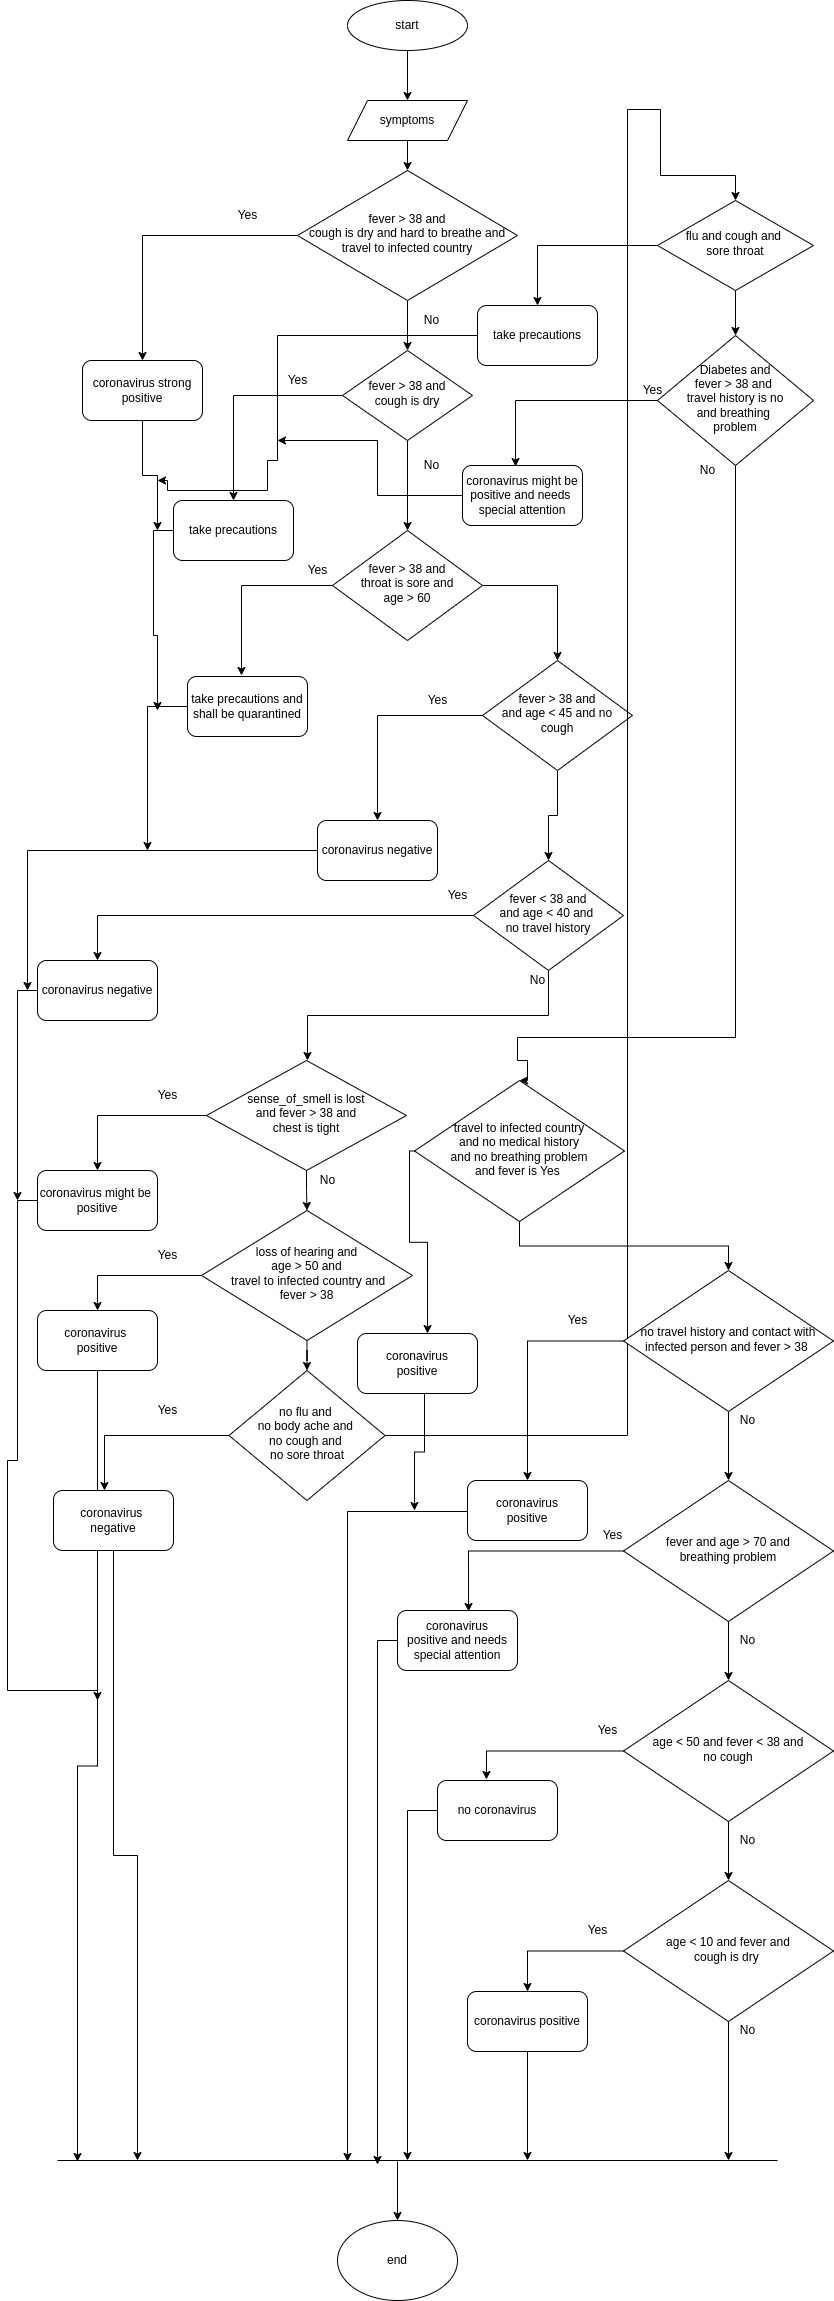 start
symptoms
fever > 38 and
cough is dry and hard to breathe and
travel to infected country
Yes
No
flu and cough and
sore throat
take precautions
coronavirus strong
positive
fever > 38 and
cough is dry
Yes
No
Diabetes and
fever > 38 and
travel history is no
and breathing
problem
Yes
No
coronavirus might be
positive and needs
special attention
take precautions
fever > 38 and
throat is sore and
age > 60
Yes
take precautions and
shall be quarantined
fever > 38 and
and age < 45 and no
cough
Yes
coronavirus negative
fever < 38 and
and age < 40 and
no travel history
Yes
No
coronavirus negative
sense_of_smell is lost
and fever > 38 and
chest is tight
Yes
No
travel to infected country
and no medical history
and no breathing problem
and fever is Yes
coronavirus might be
positive
loss of hearing and
age > 50 and
travel to infected country and
fever > 38
Yes
coronavirus
positive
coronavirus
positive
no travel history and contact with
infected person and fever > 38
Yes
No
no flu and
no body ache and
no cough and
no sore throat
Yes
coronavirus
negative
coronavirus
positive
fever and age > 70 and
breathing problem
Yes
No
coronavirus
positive and needs
special attention
age < 50 and fever < 38 and
no cough
Yes
No
no coronavirus
age < 10 and fever and
cough is dry
Yes
No
coronavirus positive
end